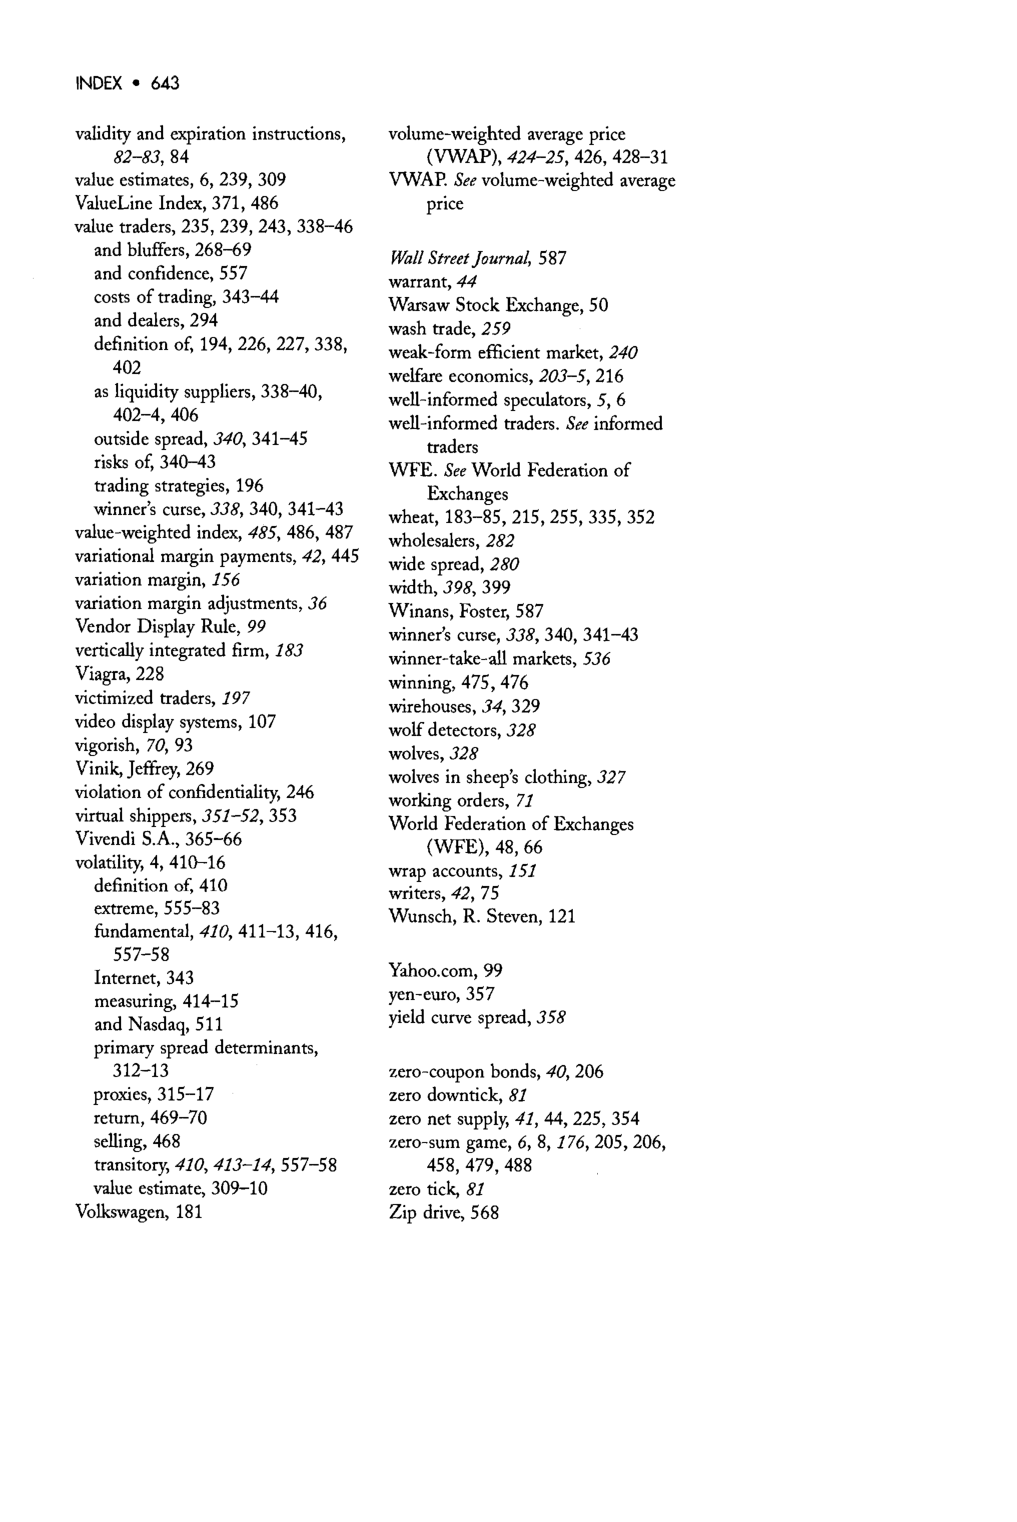 INDEX • 643
validity and expiration instructions,
82–83, 84
value estimates, 6, 239, 309
ValueLine Index, 371, 486
value traders, 235, 239, 243, 338–46
and bluffers, 268–69
and confidence, 557
costs of trading, 343–44
and dealers, 294
definition of, 194, 226, 227, 338,
402
as liquidity suppliers, 338–40,
402–4, 406
outside spread, 340, 341–45
risks of, 340–43
trading strategies, 196
winner's curse, 338, 340, 341–43
value-weighted index, 485, 486, 487
variational margin payments, 42, 445
variation margin, 156
variation margin adjustments, 36
Vendor Display Rule, 99
vertically integrated firm, 183
Viagra, 228
victimized traders, 197
video display systems, 107
vigorish, 70, 93
Vinik, Jeffrey, 269
violation of confidentiality, 246
virtual shippers, 351–52, 353
Vivendi S.A., 365–66
volatility, 4, 410–16
definition of, 410
extreme, 555–83
fundamental, 410, 411–13, 416,
557–58
Internet, 343
measuring, 414–15
and Nasdaq, 511
primary spread determinants,
312–13
proxies, 315–17
return, 469–70
selling, 468
transitory, 410, 413–14, 557–58
value estimate, 309–10
Volkswagen, 181
volume-weighted average price
(VWAP), 424–25, 426, 428–31
VWAP. See volume-weighted average
price
Wall Street Journal, 587
warrant, 44
Warsaw Stock Exchange, 50
wash trade, 259
weak-form efficient market, 240
welfare economics, 203–5, 216
well-informed speculators, 5, 6
well-informed traders. See informed
traders
WFE. See World Federation of
Exchanges
wheat, 183–85, 215, 255, 335, 352
wholesalers, 282
wide spread, 280
width, 398, 399
Winans, Foster, 587
winner's curse, 338, 340, 341–43
winner-take-all markets, 536
winning, 475, 476
wirehouses, 34, 329
wolf detectors, 328
wolves, 328
wolves in sheep's clothing, 327
working orders, 71
World Federation of Exchanges
(WFE), 48, 66
wrap accounts, 151
writers, 42, 75
Wunsch, R. Steven, 121
Yahoo.com, 99
yen-euro, 357
yield curve spread, 358
zero-coupon bonds, 40, 206
zero downtick, 81
zero net supply, 41, 44, 225, 354
zero-sum game, 6, 8, 176, 205, 206,
458, 479, 488
zero tick, 81
Zip drive, 568